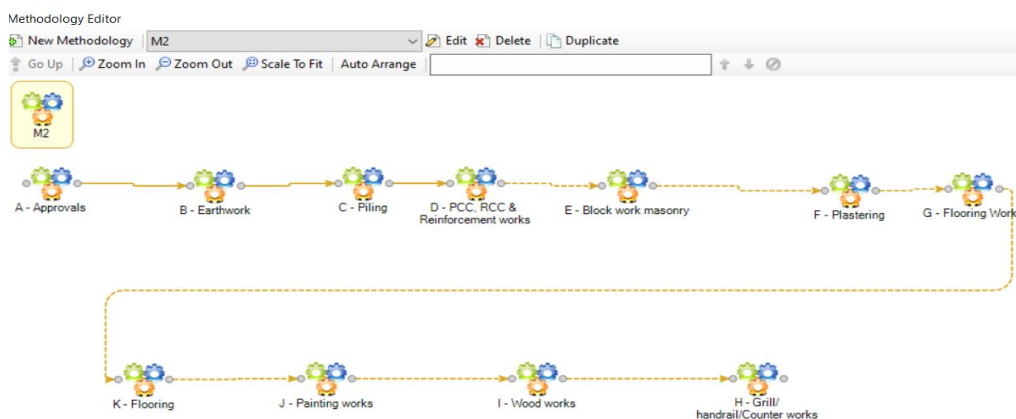 Methodology Editor
New Methodology M2 Edit Delete Duplicate
Go Up Zoom In Zoom Out Scale To Fit Auto Arrange
M2
A - Approvals
B - Earthwork
C - Piling
D - PCC, RCC &
Reinforcement works
E - Block work masonry
F - Plastering
G - Flooring Work
K - Flooring
J - Painting works
I - Wood works
H - Grill/
handrail/Counter works